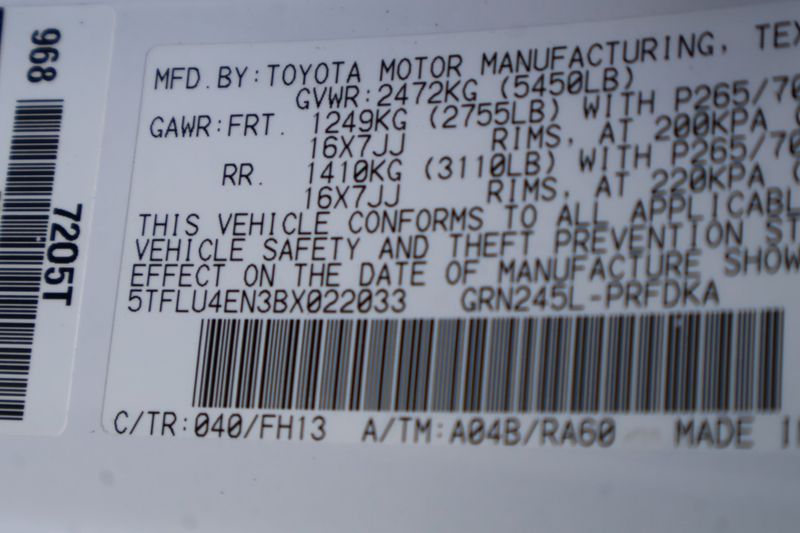 968
7205T
MFD.BY:TOYOTA MOTOR MANUFACTURING, TEX
GVWR:2472KG (5450LB)
GAWR:FRT. 1249KG (2755LB) WITH P265/70
16X7JJ RIMS, AT 200KPA (
RR. 1410KG (3110LB) WITH P265/70
16X7JJ RIMS, AT 220KPA (
THIS VEHICLE CONFORMS TO ALL APPLICABL
VEHICLE SAFETY AND THEFT PREVENTION ST
EFFECT ON THE DATE OF MANUFACTURE SHOW
5TFLU4EN3BX022033 GRN245L-PRFDKA
C/TR:040/FH13 A/TM:A04B/RA60 MADE I